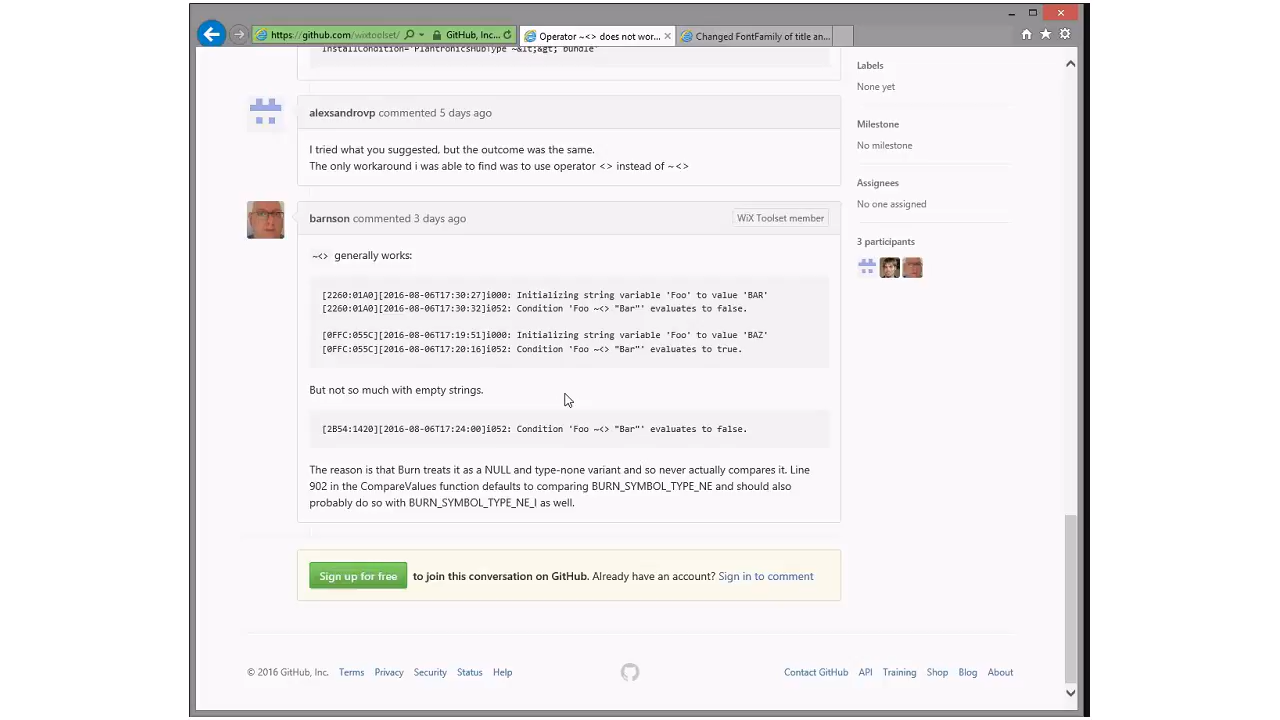 https://github.com/wixtoolset/
GitHub, Inc....
Operator ~<> does not wor...
Changed FontFamily of title an...
InstallCondition='PlantronicsHubType ~&lt;&gt; bundle'
Labels
None yet
alexsandrovp commented 5 days ago
Milestone
No milestone
I tried what you suggested, but the outcome was the same.
The only workaround i was able to find was to use operator <> instead of ~<>
Assignees
No one assigned
barnson commented 3 days ago
WiX Toolset member
3 participants
~<> generally works:
[2260:01A0][2016-08-06T17:30:27]i000: Initializing string variable 'Foo' to value 'BAR'
[2260:01A0][2016-08-06T17:30:32]i052: Condition 'Foo ~<> "Bar"' evaluates to false.
[0FFC:055C][2016-08-06T17:19:51]i000: Initializing string variable 'Foo' to value 'BAZ'
[0FFC:055C][2016-08-06T17:20:16]i052: Condition 'Foo ~<> "Bar"' evaluates to true.
But not so much with empty strings.
[2B54:1420][2016-08-06T17:24:00]i052: Condition 'Foo ~<> "Bar"' evaluates to false.
The reason is that Burn treats it as a NULL and type-none variant and so never actually compares it. Line
902 in the CompareValues function defaults to comparing BURN_SYMBOL_TYPE_NE and should also
probably do so with BURN_SYMBOL_TYPE_NE_I as well.
Sign up for free to join this conversation on GitHub. Already have an account? Sign in to comment
© 2016 GitHub, Inc. Terms Privacy Security Status Help
Contact GitHub API Training Shop Blog About